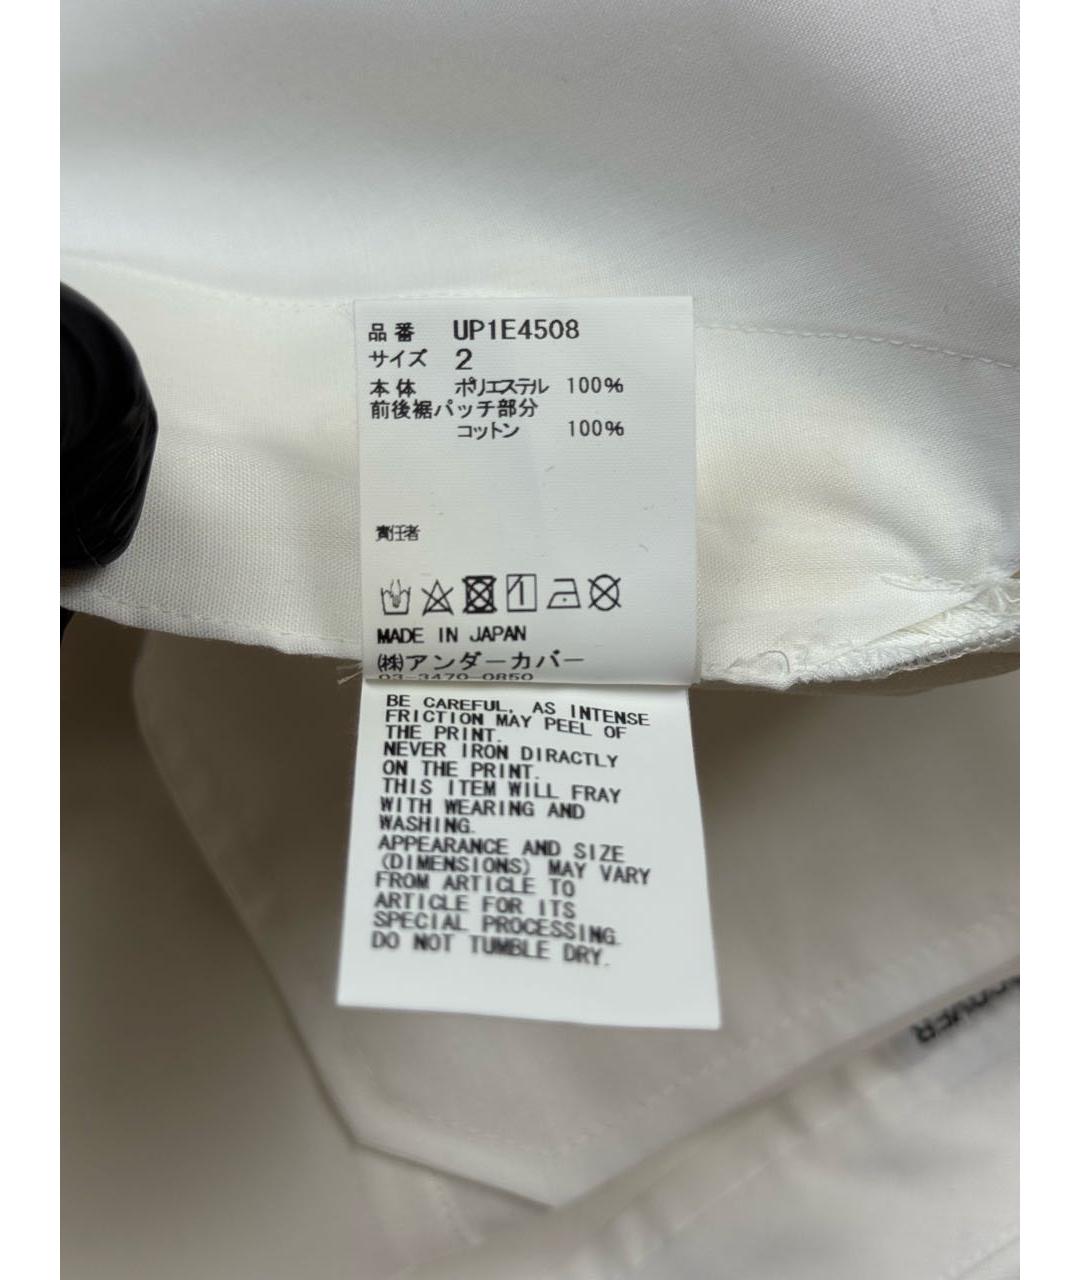 品番 UP1E4508
サイズ 2
本体 ポリエステル 100%
前後裾パッチ部分
コットン 100%
責任者
MADE IN JAPAN
(株)アンダーカバー
03-3470-0850
BE CAREFUL, AS INTENSE
FRICTION MAY PEEL OF
THE PRINT.
NEVER IRON DIRACTLY
ON THE PRINT.
THIS ITEM WILL FRAY
WITH WEARING AND
WASHING.
APPEARANCE AND SIZE
(DIMENSIONS) MAY VARY
FROM ARTICLE TO
ARTICLE FOR ITS
SPECIAL PROCESSING.
DO NOT TUMBLE DRY.